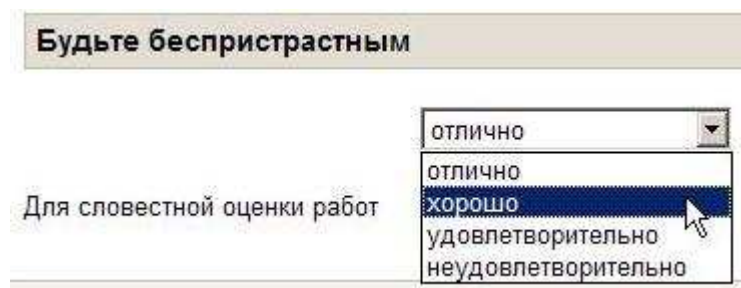 Будьте беспристрастным
отлично
отлично
Для словестной оценки работ
хорошо
удовлетворительно
неудовлетворительно